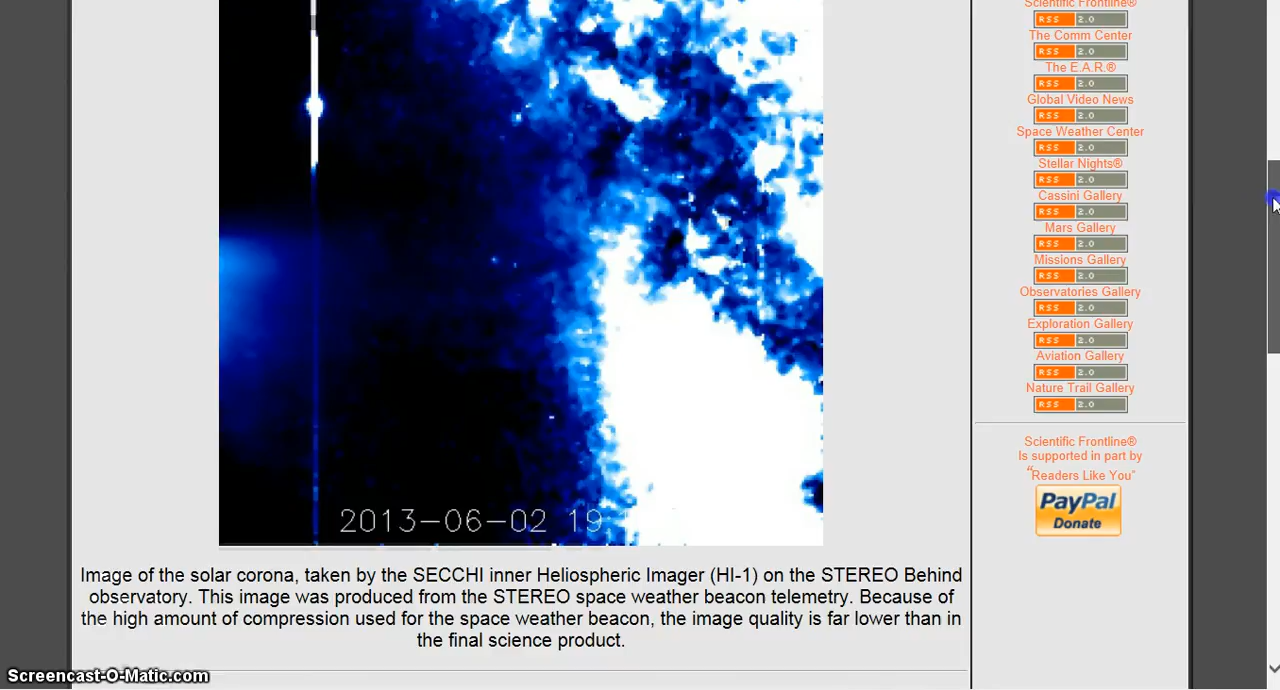 2013-06-02 19
Image of the solar corona, taken by the SECCHI inner Heliospheric Imager (HI-1) on the STEREO Behind
observatory. This image was produced from the STEREO space weather beacon telemetry. Because of
the high amount of compression used for the space weather beacon, the image quality is far lower than in
the final science product.
Scientific Frontline®
RSS 2.0
The Comm Center
RSS 2.0
The E.A.R.®
RSS 2.0
Global Video News
RSS 2.0
Space Weather Center
RSS 2.0
Stellar Nights®
RSS 2.0
Cassini Gallery
RSS 2.0
Mars Gallery
RSS 2.0
Missions Gallery
RSS 2.0
Observatories Gallery
RSS 2.0
Exploration Gallery
RSS 2.0
Aviation Gallery
RSS 2.0
Nature Trail Gallery
RSS 2.0
Scientific Frontline®
Is supported in part by
“Readers Like You”
PayPal
Donate
Screencast-O-Matic.com